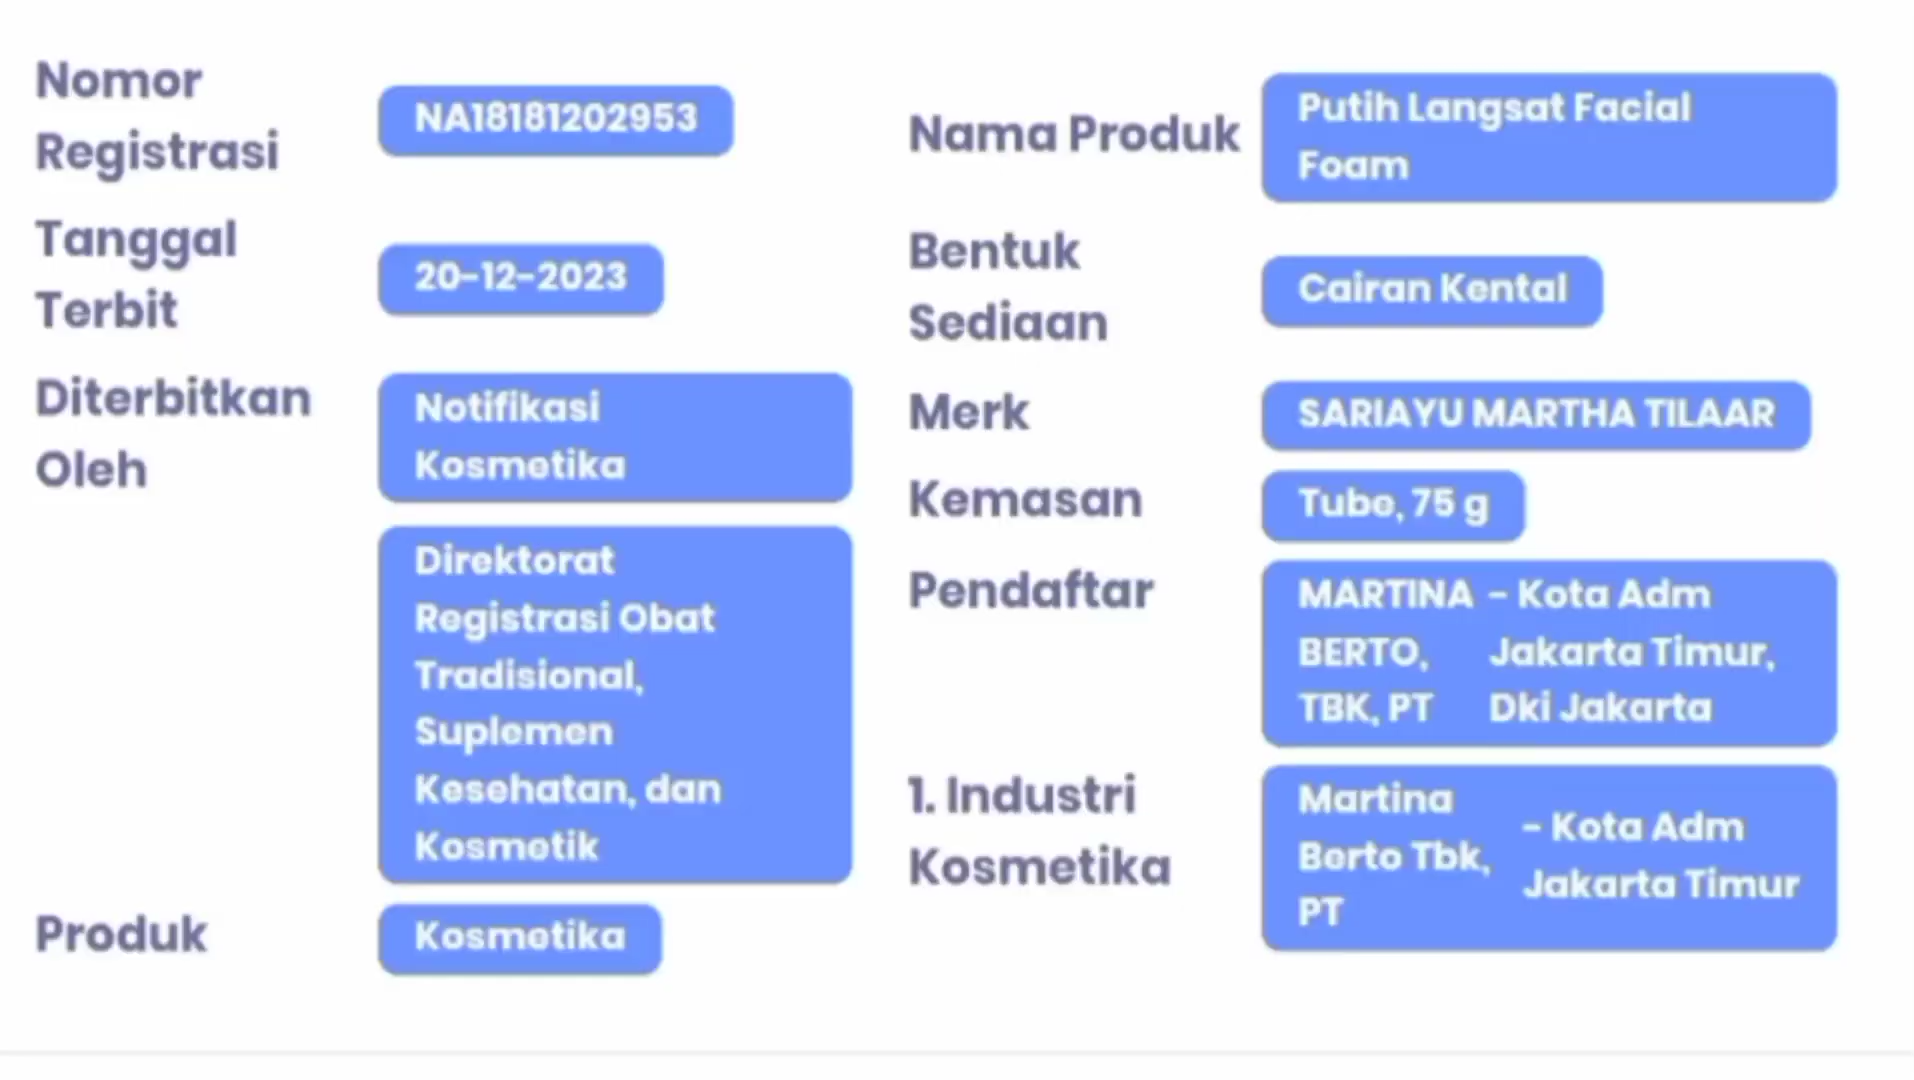 Nomor
Registrasi
NA18181202953
Tanggal
Terbit
20-12-2023
Diterbitkan
Oleh
Notifikasi
Kosmetika
Direktorat
Registrasi Obat
Tradisional,
Suplemen
Kesehatan, dan
Kosmetik
Produk
Kosmetika
Nama Produk
Putih Langsat Facial
Foam
Bentuk
Sediaan
Cairan Kental
Merk
SARIAYU MARTHA TILAAR
Kemasan
Tube, 75 g
Pendaftar
MARTINA
BERTO,
TBK, PT
- Kota Adm
Jakarta Timur,
Dki Jakarta
1. Industri
Kosmetika
Martina
Berto Tbk,
PT
- Kota Adm
Jakarta Timur